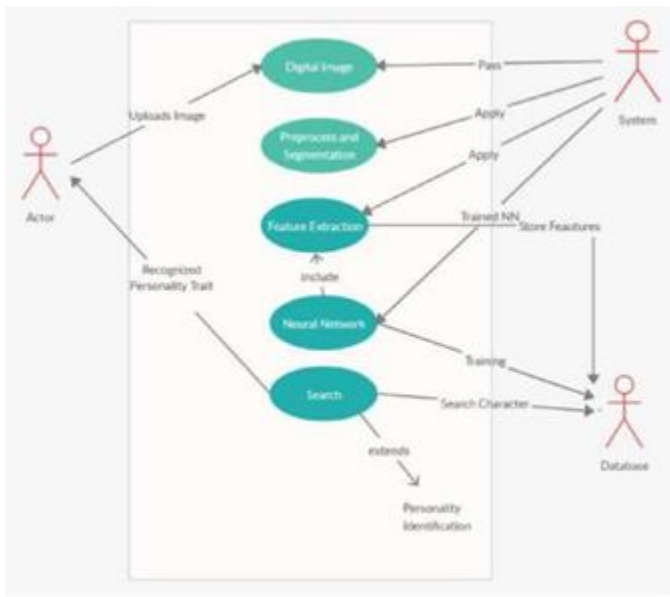 Digital Image
Pass
Uploads Image
Apply
System
Preprocess and
Segmentation
Apply
Actor
Feature Extraction
Trained NN
Store Feautures
include
Recognized
Personality Trait
Neural Network
Training
Search
Search Character
extends
Database
Personality
Identification